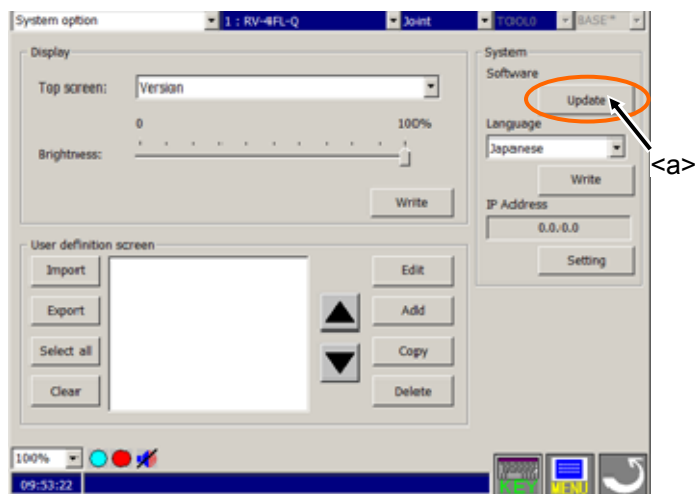 System option 1 : RV-4FL-Q Joint TOOL0 BASE*
Display
Top screen: Version
0 100%
Brightness:
Write
User definition screen
Import
Export
Select all
Clear
Edit
Add
Copy
Delete
System
Software
Update
<a>
Language
Japanese
Write
IP Address
0.0.0.0
Setting
100%
09:53:22
KEY MENU